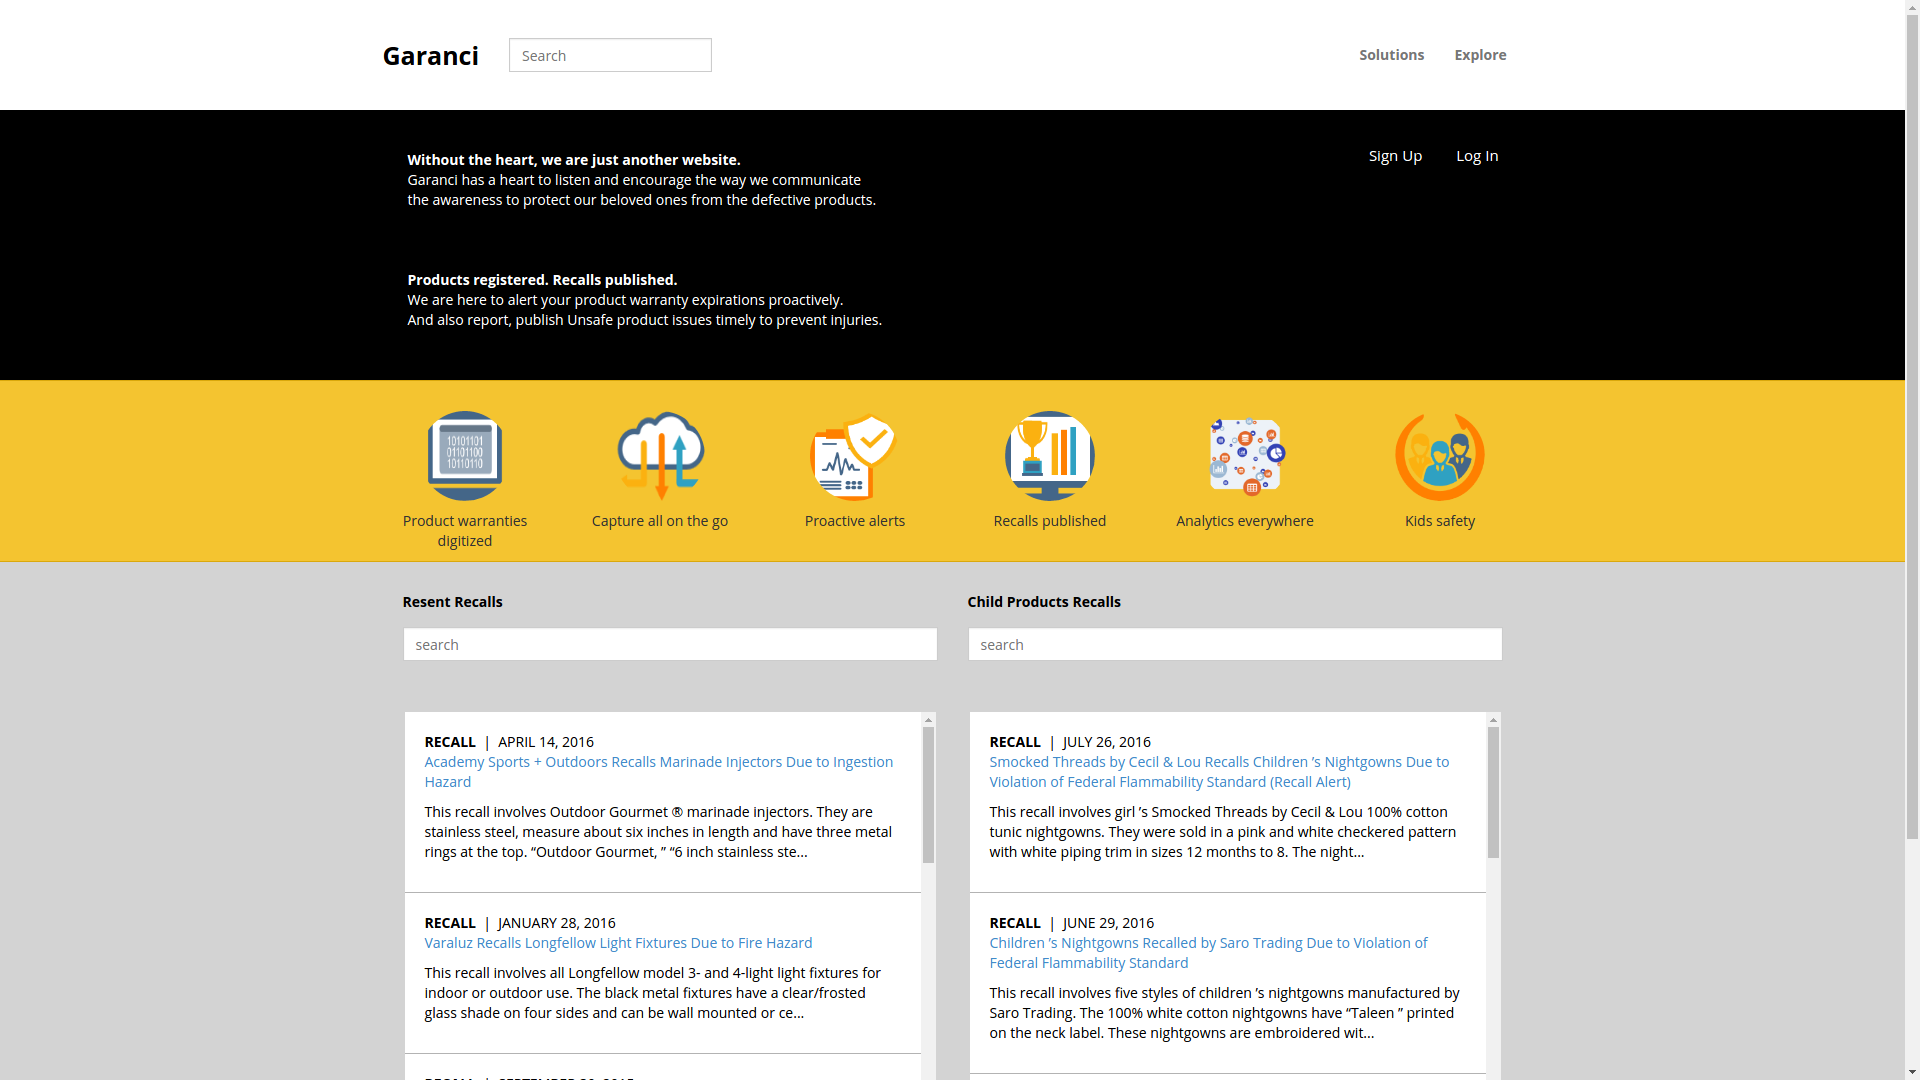 Garanci
Search
Solutions
Explore
Without the heart, we are just another website.
Garanci has a heart to listen and encourage the way we communicate
the awareness to protect our beloved ones from the defective products.
Sign Up
Log In
Products registered. Recalls published.
We are here to alert your product warranty expirations proactively.
And also report, publish Unsafe product issues timely to prevent injuries.
10101101
01101100
10110110
Product warranties
digitized
Capture all on the go
Proactive alerts
Recalls published
Analytics everywhere
Kids safety
Resent Recalls
search
RECALL | APRIL 14, 2016
Academy Sports + Outdoors Recalls Marinade Injectors Due to Ingestion
Hazard
This recall involves Outdoor Gourmet ® marinade injectors. They are
stainless steel, measure about six inches in length and have three metal
rings at the top. “Outdoor Gourmet, ” “6 inch stainless ste...
RECALL | JANUARY 28, 2016
Varaluz Recalls Longfellow Light Fixtures Due to Fire Hazard
This recall involves all Longfellow model 3- and 4-light light fixtures for
indoor or outdoor use. The black metal fixtures have a clear/frosted
glass shade on four sides and can be wall mounted or ce...
Child Products Recalls
search
RECALL | JULY 26, 2016
Smocked Threads by Cecil & Lou Recalls Children ’s Nightgowns Due to
Violation of Federal Flammability Standard (Recall Alert)
This recall involves girl ’s Smocked Threads by Cecil & Lou 100% cotton
tunic nightgowns. They were sold in a pink and white checkered pattern
with white piping trim in sizes 12 months to 8. The night...
RECALL | JUNE 29, 2016
Children ’s Nightgowns Recalled by Saro Trading Due to Violation of
Federal Flammability Standard
This recall involves five styles of children ’s nightgowns manufactured by
Saro Trading. The 100% white cotton nightgowns have “Taleen ” printed
on the neck label. These nightgowns are embroidered wit...